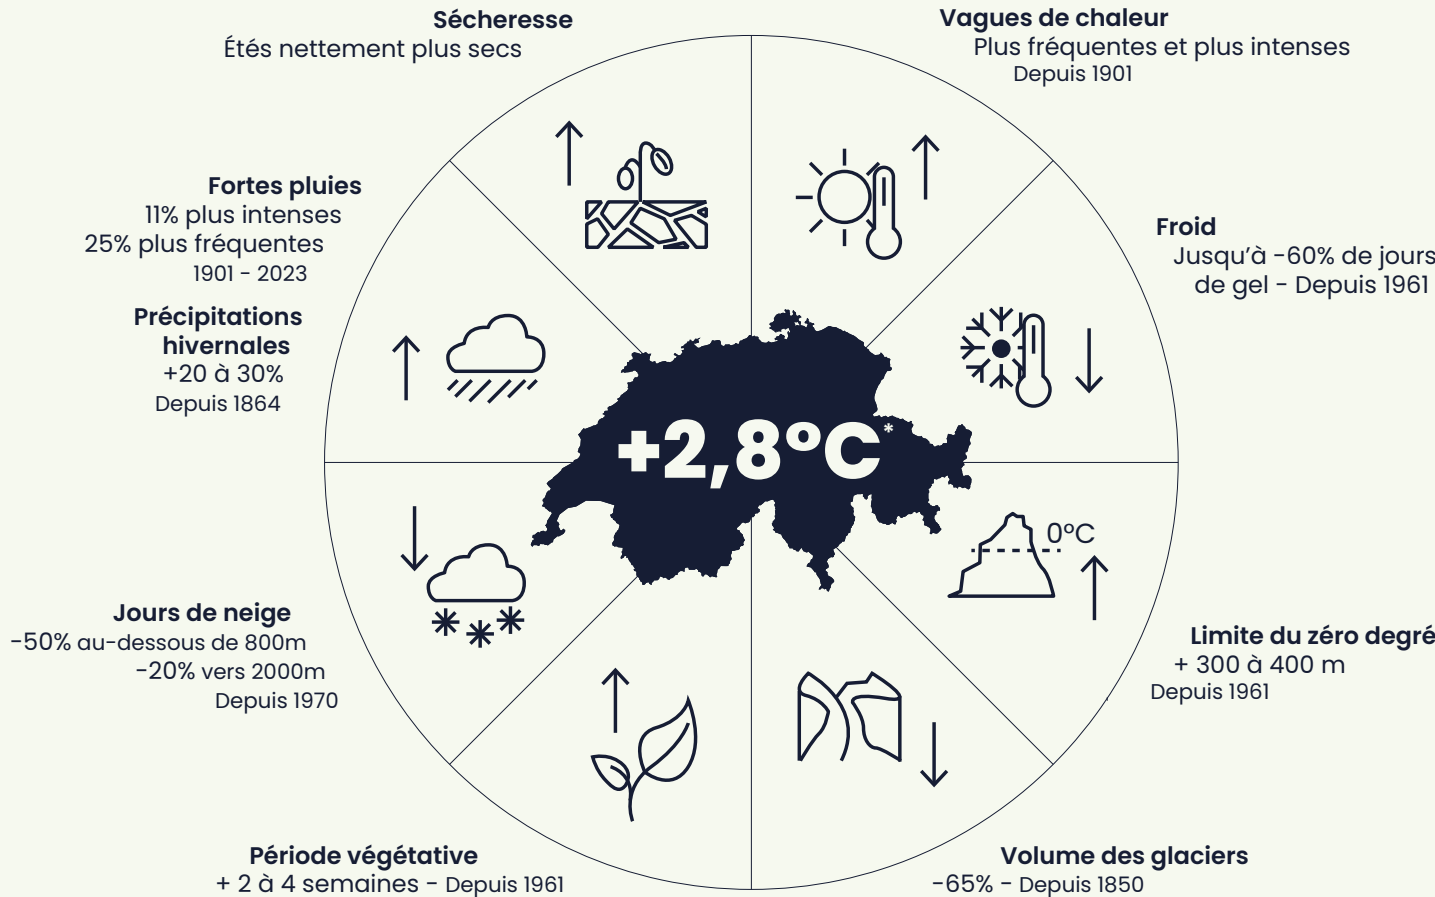 Sécheresse
Étés nettement plus secs
Vagues de chaleur
Plus fréquentes et plus intenses
Depuis 1901
Fortes pluies
11% plus intenses
25% plus fréquentes
1901 - 2023
Précipitations
hivernales
+20 à 30%
Depuis 1864
Froid
Jusqu’à -60% de jours
de gel - Depuis 1961
+2,8°C*
0°C
Jours de neige
-50% au-dessous de 800m
-20% vers 2000m
Depuis 1970
Limite du zéro degré
+ 300 à 400 m
Depuis 1961
Période végétative
+ 2 à 4 semaines - Depuis 1961
Volume des glaciers
-65% - Depuis 1850